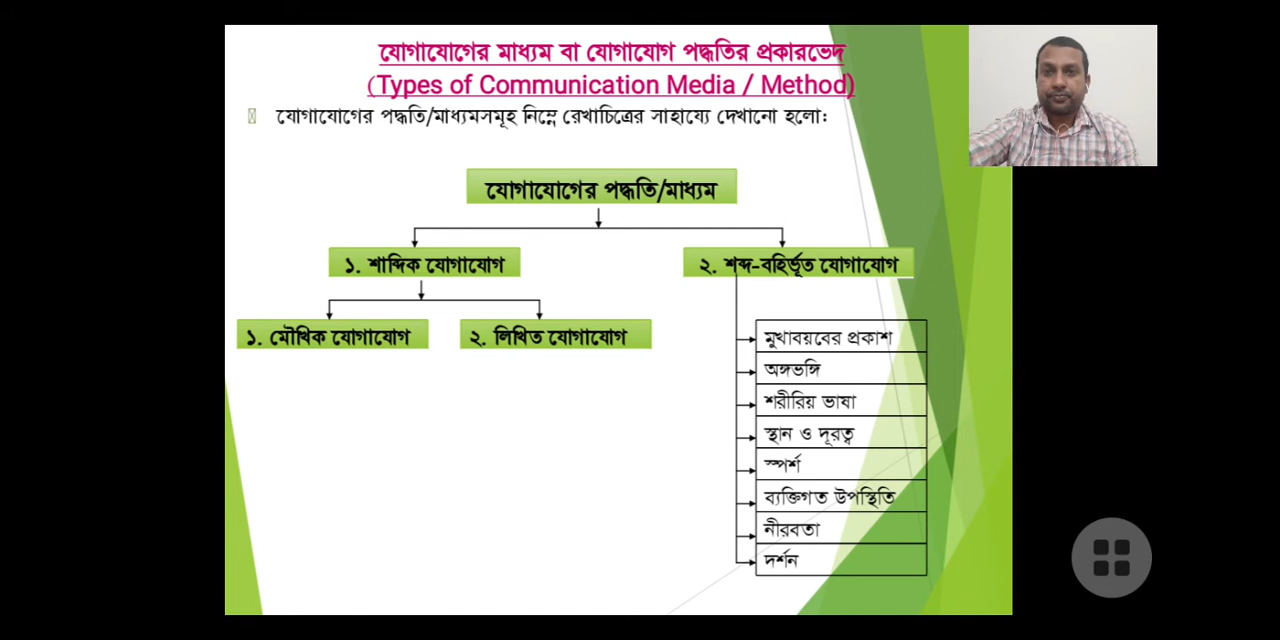 যোগাযোগের মাধ্যম বা যোগাযোগ পদ্ধতির প্রকারভেদ
(Types of Communication Media / Method)
যোগাযোগের পদ্ধতি/মাধ্যমসমূহ নিম্নে রেখাচিত্রের সাহায্যে দেখানো হলো:
যোগাযোগের পদ্ধতি/মাধ্যম
১. শাব্দিক যোগাযোগ
২. শব্দ-বহির্ভূত যোগাযোগ
১. মৌখিক যোগাযোগ
২. লিখিত যোগাযোগ
মুখাবয়বের প্রকাশ
অঙ্গভঙ্গি
শরীরিয় ভাষা
স্থান ও দূরত্ব
স্পর্শ
ব্যক্তিগত উপস্থিতি
নীরবতা
দর্শন